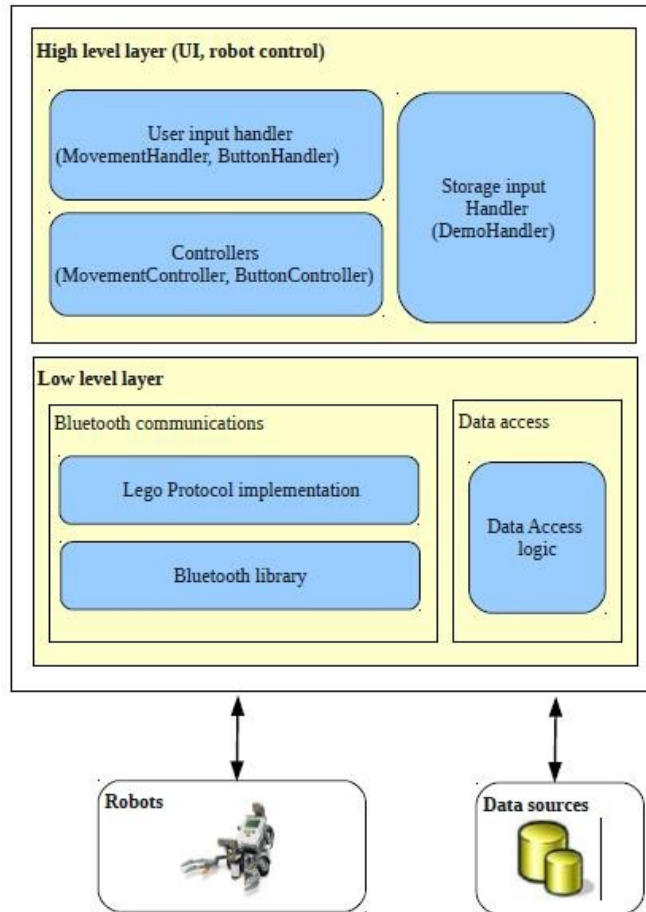 High level layer (UI, robot control)
User input handler
(MovementHandler, ButtonHandler)
Controllers
(MovementController, ButtonController)
Storage input
Handler
(DemoHandler)
Low level layer
Bluetooth communications
Lego Protocol implementation
Bluetooth library
Data access
Data Access
logic
Robots
Data sources